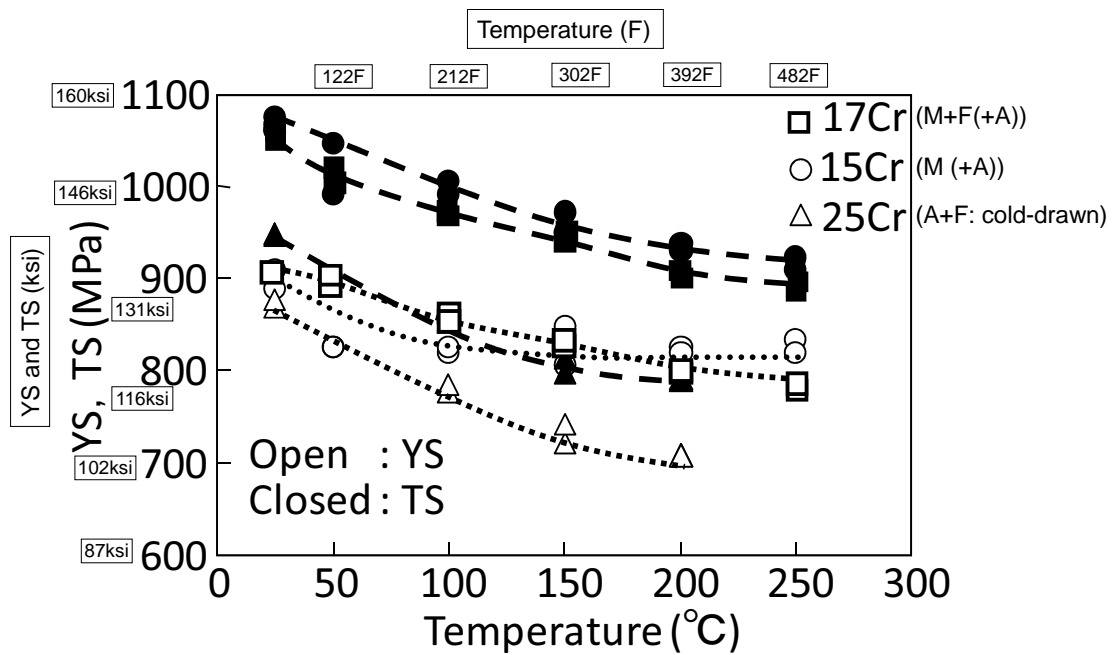 Temperature (F)
122F 212F 302F 392F 482F
160ksi 1100
146ksi 1000
900
131ksi
800
116ksi
102ksi 700
87ksi 600
YS and TS (ksi)
YS, TS (MPa)
17Cr (M+F(+A))
15Cr (M (+A))
25Cr (A+F: cold-drawn)
Open : YS
Closed : TS
0 50 100 150 200 250 300
Temperature (℃)